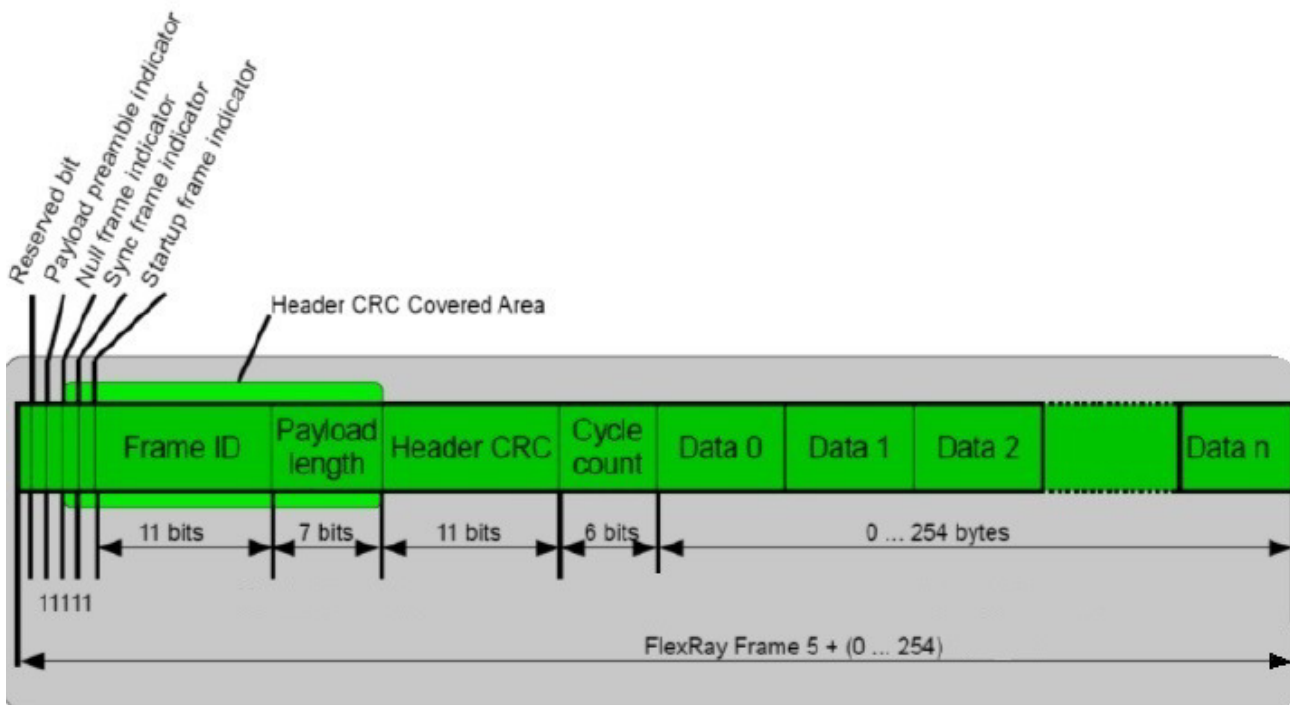 Reserved bit
Payload preamble indicator
Null frame indicator
Sync frame indicator
Startup frame indicator
Header CRC Covered Area
Frame ID
Payload
length
Header CRC
Cycle
count
Data 0
Data 1
Data 2
Data n
11 bits
7 bits
11 bits
6 bits
0 ... 254 bytes
11111
FlexRay Frame 5 + (0 ... 254)